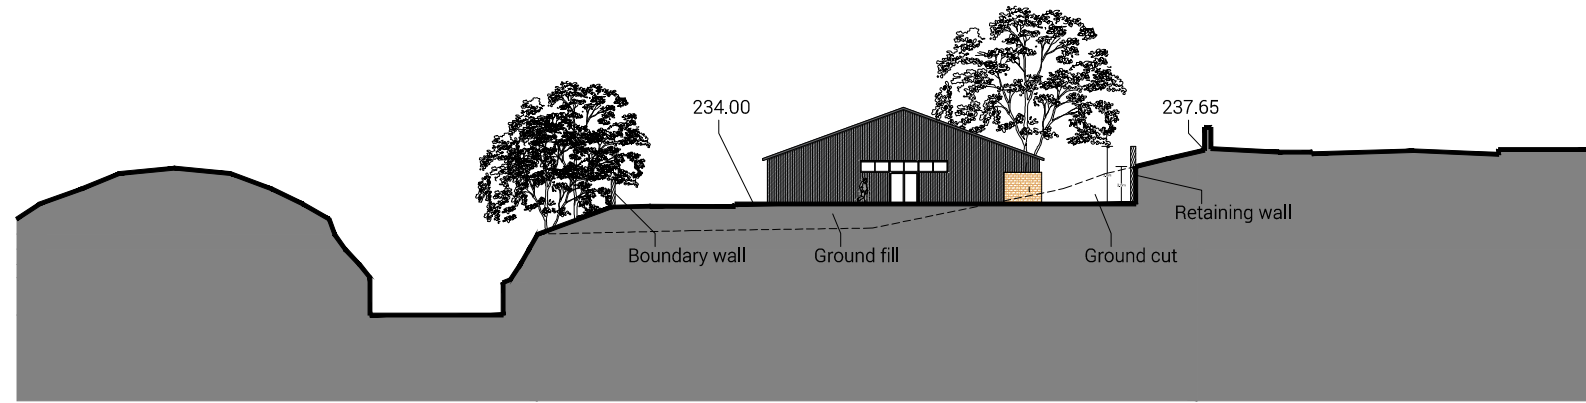 234.00
237.65
Retaining wall
Boundary wall
Ground fill
Ground cut